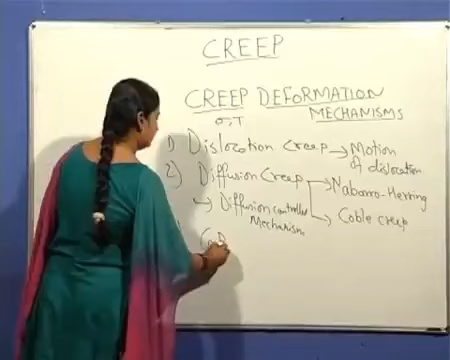 CREEP
CREEP DEFORMATION
MECHANISMS
σ, T
1) Dislocation Creep → Motion
of dislocation
2) Diffusion Creep → Nabarro-Herring
→ Diffusion controlled
Mechanism
→ Coble creep